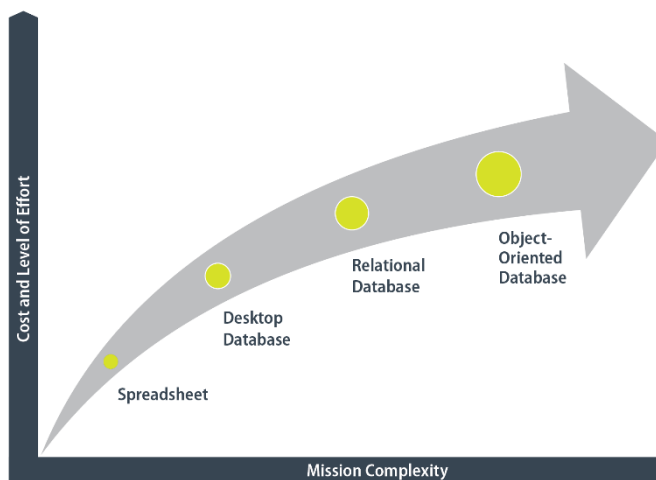 Cost and Level of Effort
Object-
Oriented
Database
Relational
Database
Desktop
Database
Spreadsheet
Mission Complexity